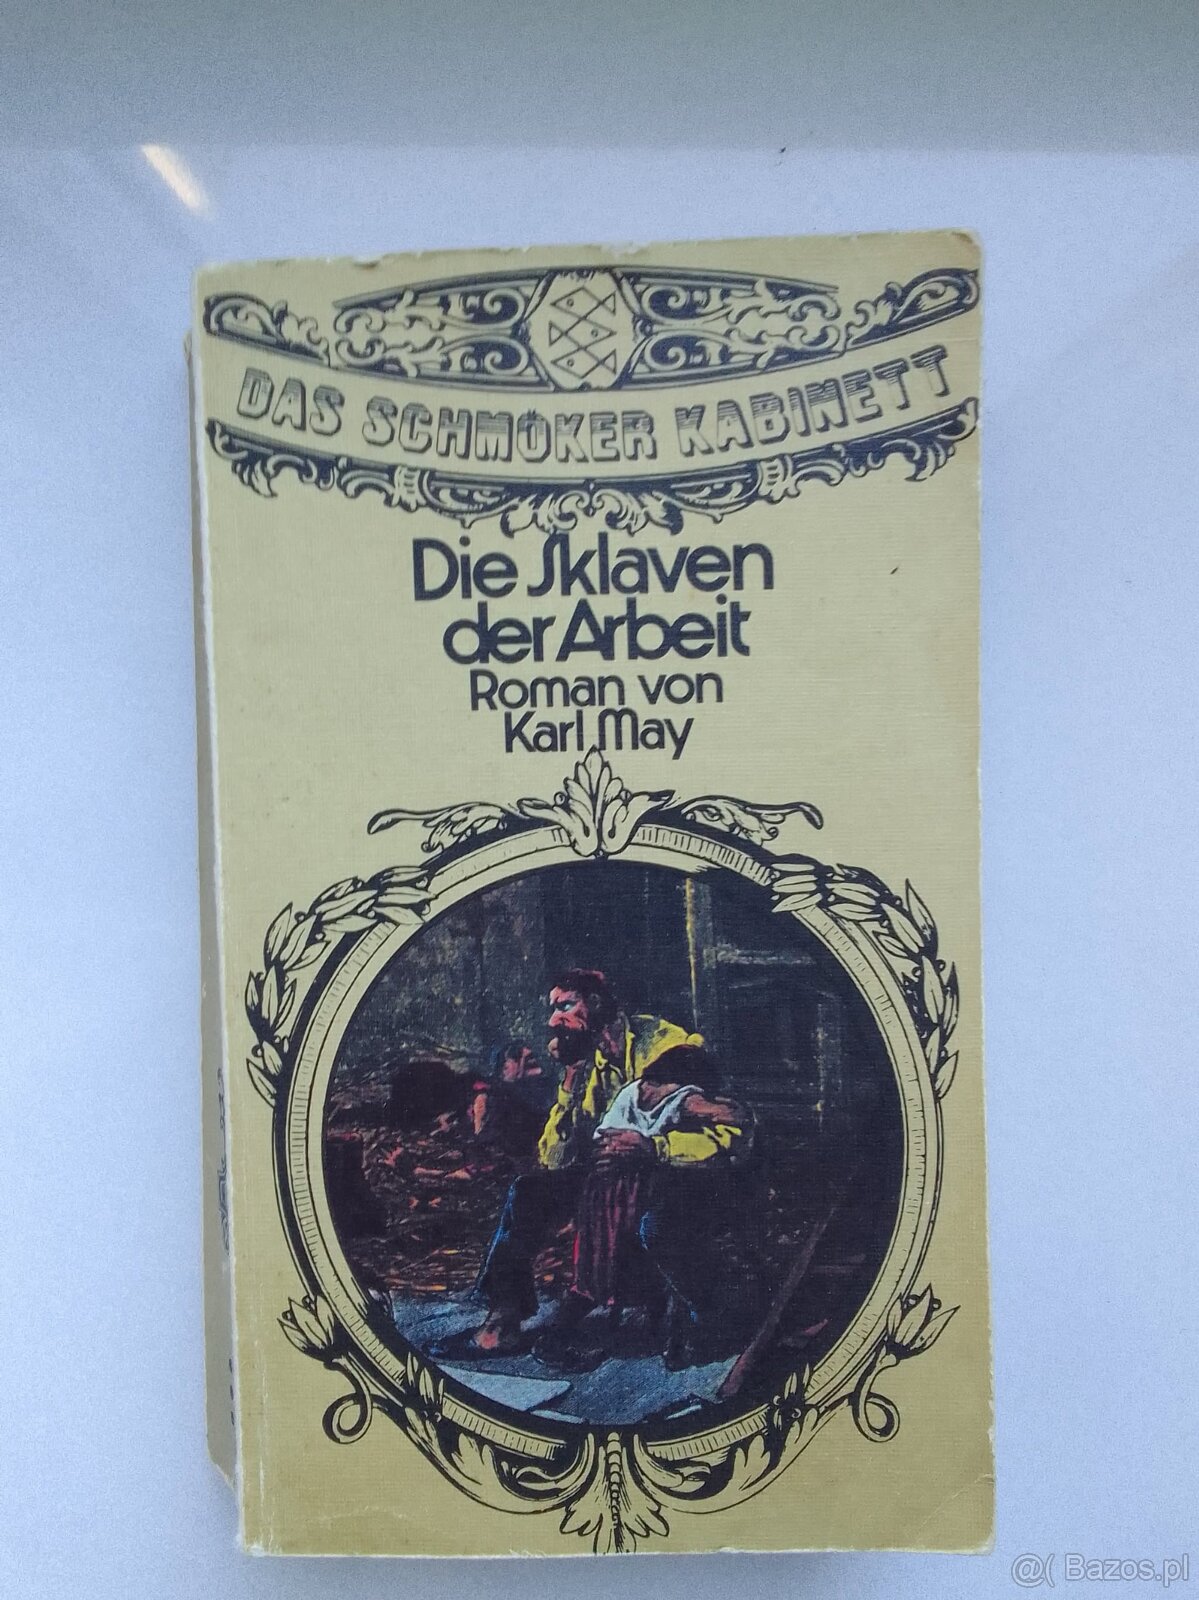 DAS SCHMÖKER KABINETT
Die Sklaven
der Arbeit
Roman von
Karl May
@( Bazos.pl